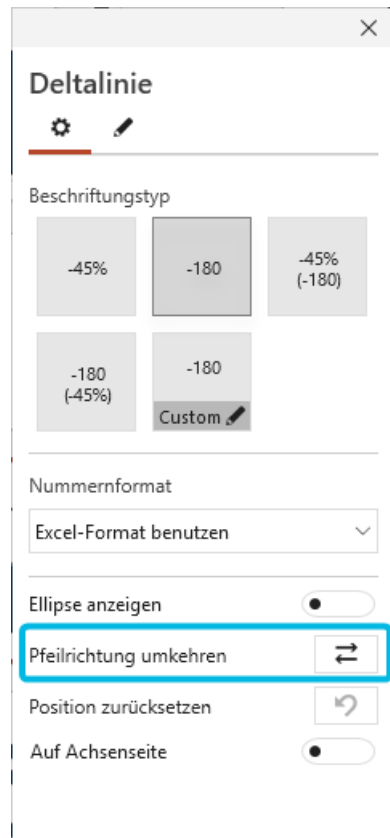 Deltalinie
Beschriftungstyp
-45%
-180
-45%
(-180)
-180
(-45%)
-180
Custom
Nummernformat
Excel-Format benutzen
Ellipse anzeigen
Pfeilrichtung umkehren
Position zurücksetzen
Auf Achsenseite